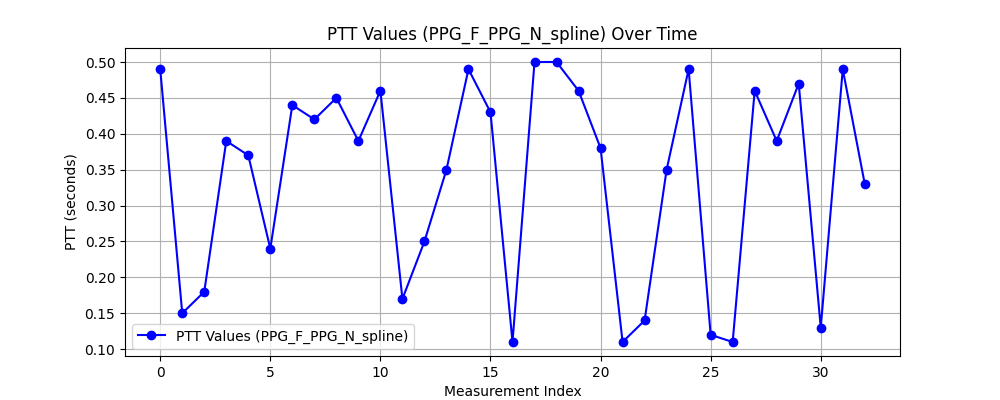 PTT Values (PPG_F_PPG_N_spline) Over Time
PTT (seconds)
0.50
0.45
0.40
0.35
0.30
0.25
0.20
0.15
0.10
PTT Values (PPG_F_PPG_N_spline)
0 5 10 15 20 25 30
Measurement Index